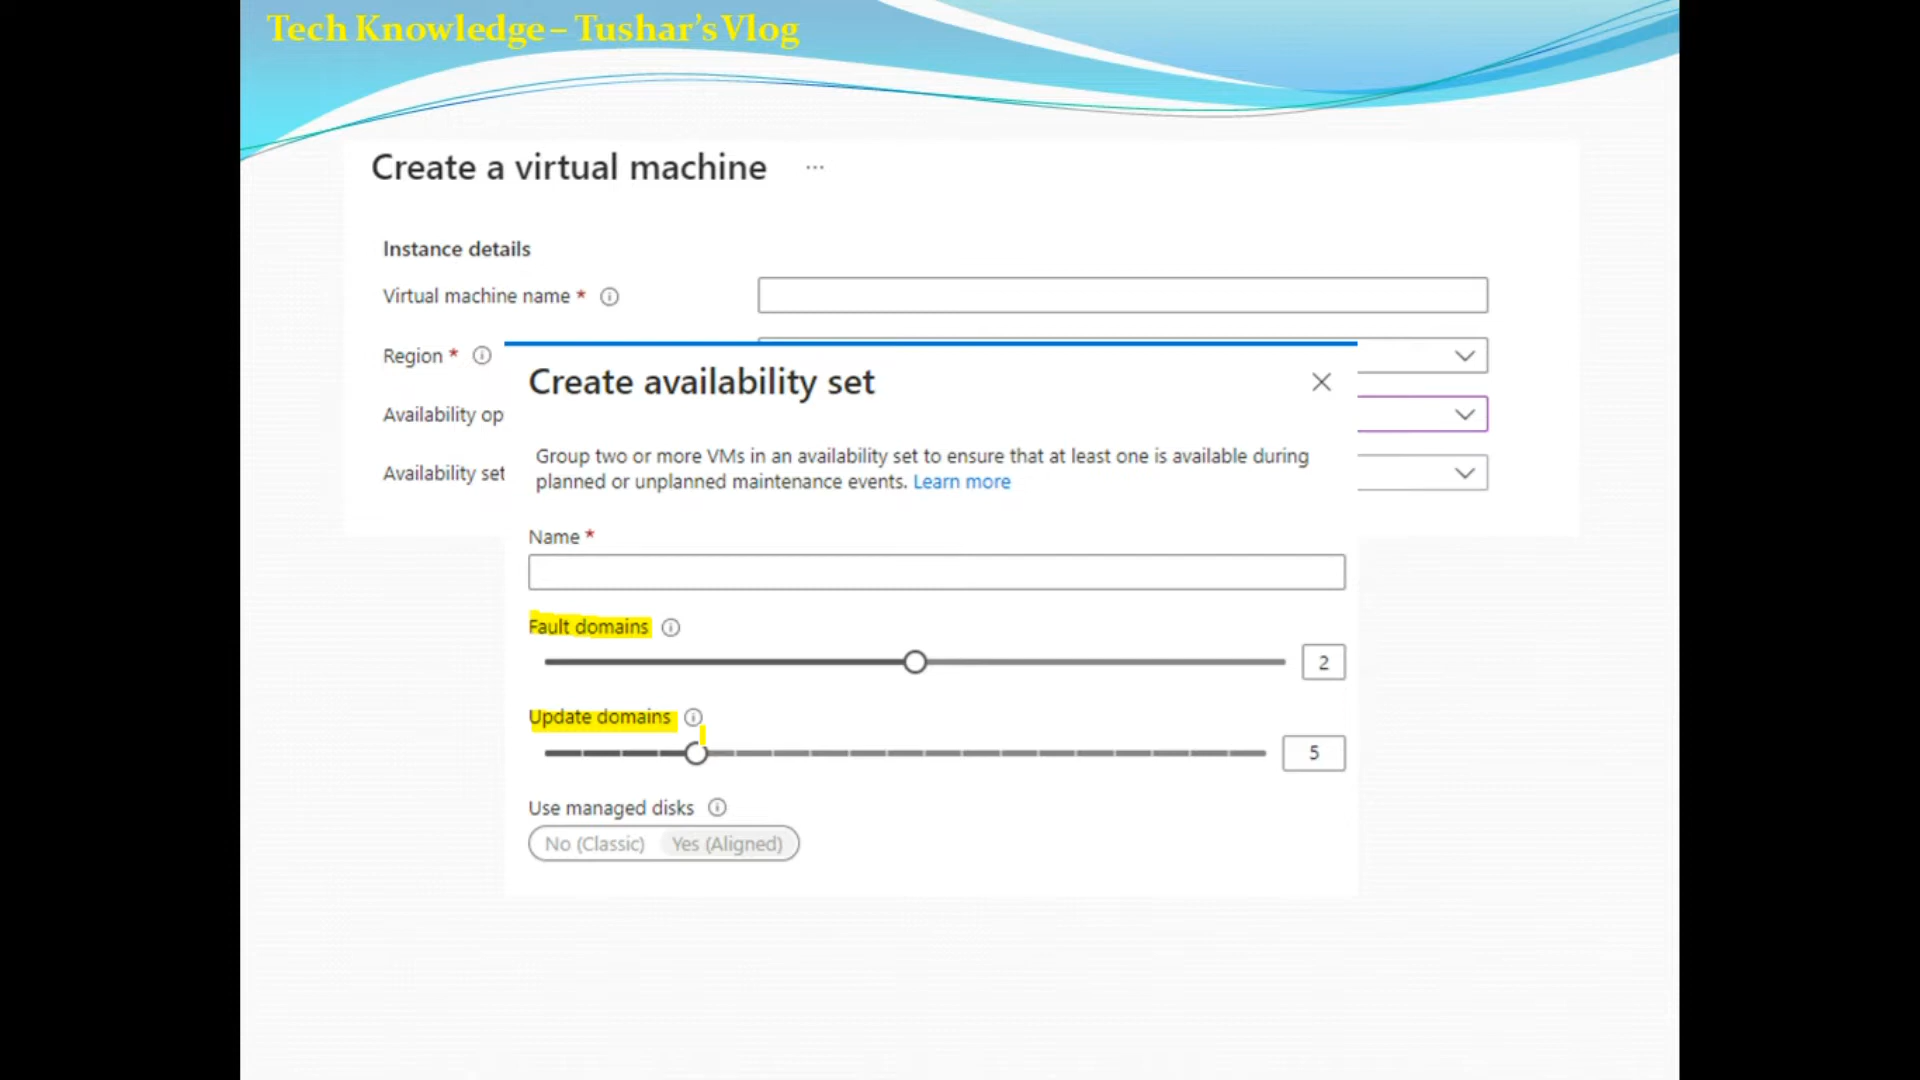 Tech Knowledge – Tushar's Vlog
Create a virtual machine ...
Instance details
Virtual machine name *
Region *
Create availability set
Availability op
Group two or more VMs in an availability set to ensure that at least one is available during
Availability set
planned or unplanned maintenance events. Learn more
Name *
Fault domains
2
Update domains
5
Use managed disks
No (Classic) Yes (Aligned)